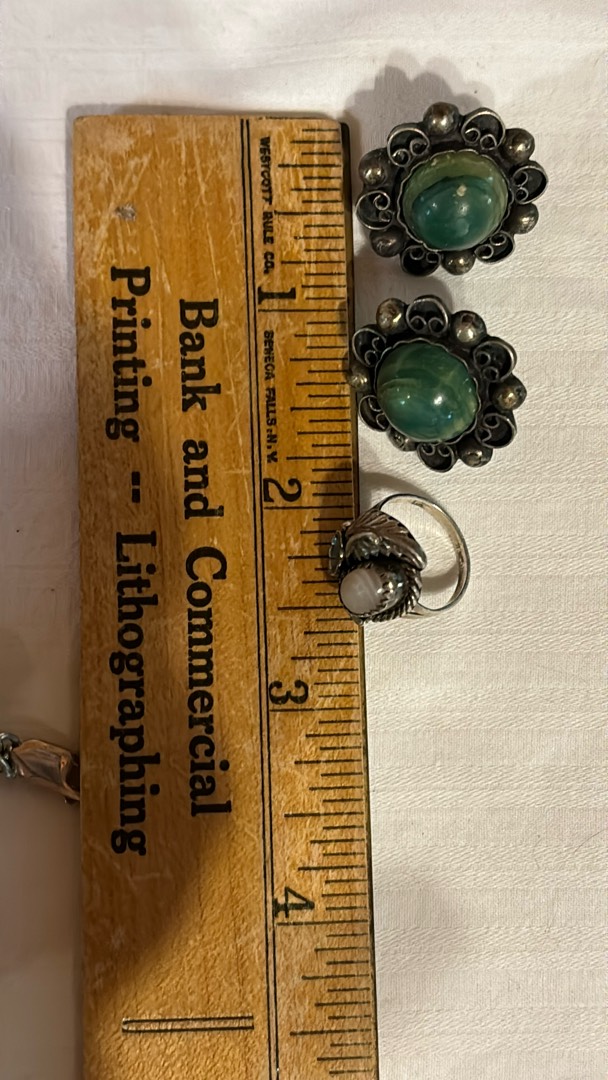 WESTCOTT RULE CO. SENECA FALLS, N.Y.
1 2 3 4
Bank and Commercial
Printing -- Lithographing